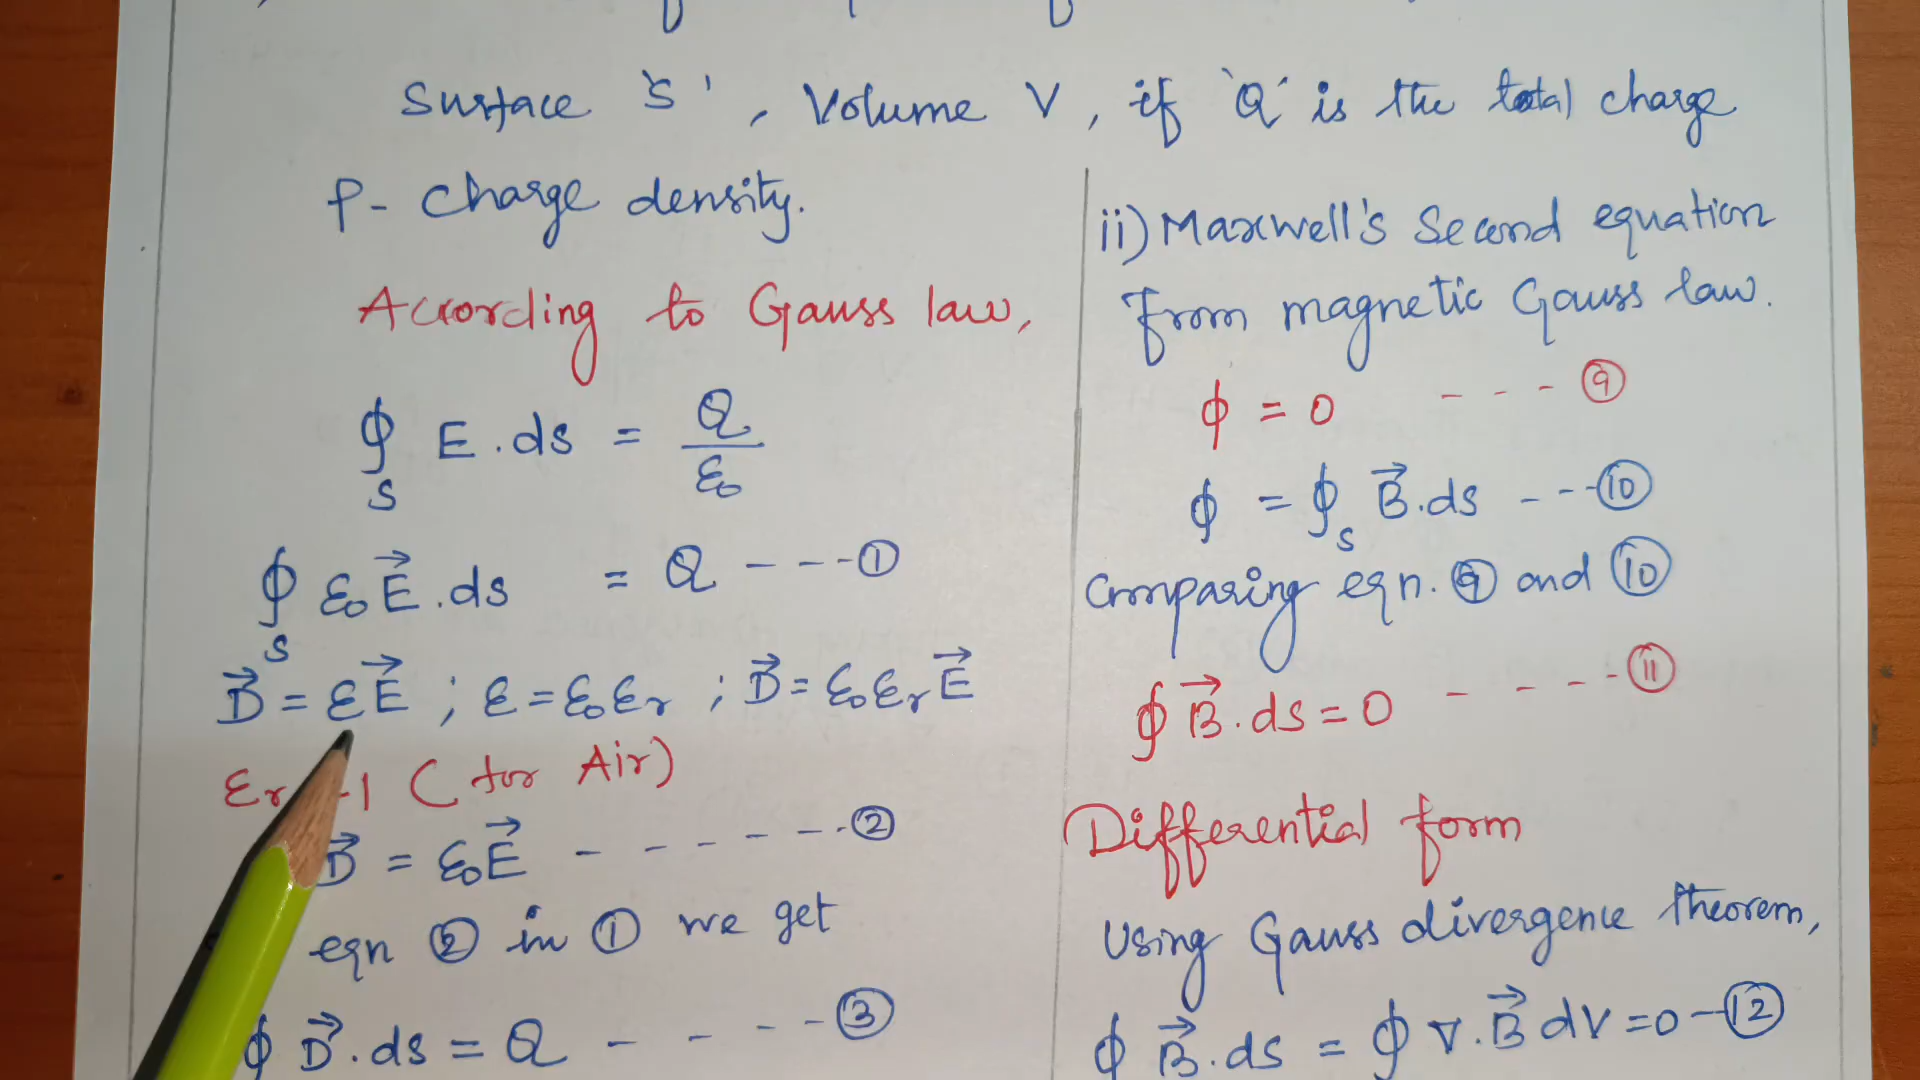 Surface 'S', Volume V, if 'Q' is the total charge
ρ - charge density.
According to Gauss law,
∮ E.ds = Q/ε₀
S
∮ ε₀E⃗.ds = Q ---①
S
D⃗ = εE⃗ ; ε = ε₀εr ; D⃗ = ε₀εrE⃗
εr =1 (for Air)
D⃗ = ε₀E⃗ - - - - - -②
eqn ② in ① we get
∮ D⃗.ds = Q - - - -③
ii) Maxwell's Second equation
From magnetic Gauss law.
ϕ = 0 - - - ⑨
ϕ = ∮S B⃗.ds - - -⑩
Comparing eqn. ⑨ and ⑩
∮ B⃗.ds = 0 - - - -⑪
Differential form
Using Gauss divergence theorem,
∮ B⃗.ds = ∮ ∇.B⃗ dV = 0 -⑫